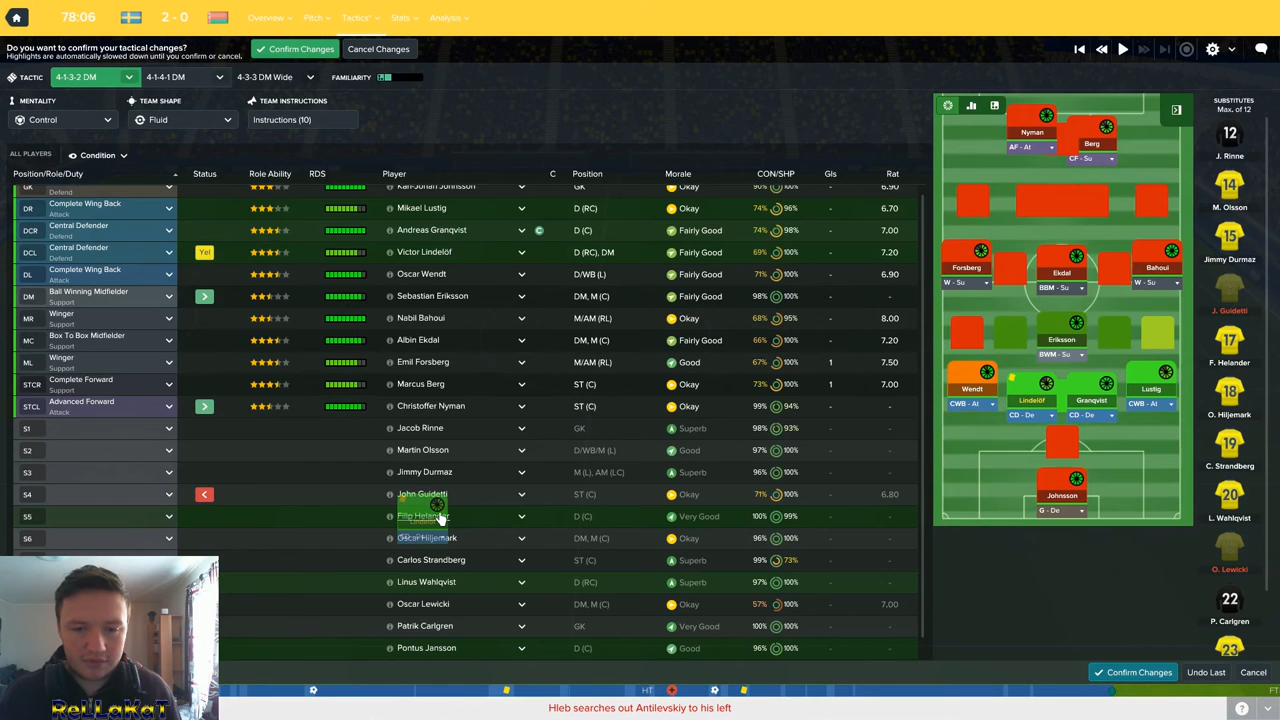 78:06 2 - 0 Overview Pitch Tactics* Stats Analysis
Do you want to confirm your tactical changes?
Highlights are automatically slowed down until you confirm or cancel.
Confirm Changes Cancel Changes
TACTIC 4-1-3-2 DM 4-1-4-1 DM 4-3-3 DM Wide FAMILIARITY
MENTALITY TEAM SHAPE TEAM INSTRUCTIONS
Control Fluid Instructions (10)
ALL PLAYERS Condition
Position/Role/Duty Status Role Ability RDS Player C Position Morale CON/SHP Gls Rat
GK Defend Karl-Johan Johnsson GK Okay 90% 100% - 6.90
DR Complete Wing Back Attack Mikael Lustig D (RC) Okay 74% 96% - 6.70
DCR Central Defender Defend Andreas Granqvist C D (C) Fairly Good 74% 98% - 7.00
DCL Central Defender Defend Yel Victor Lindelöf D (RC), DM Fairly Good 69% 100% - 7.20
DL Complete Wing Back Attack Oscar Wendt D/WB (L) Fairly Good 71% 100% - 6.90
DM Ball Winning Midfielder Support Sebastian Eriksson DM, M (C) Fairly Good 98% 100% - -
MR Winger Support Nabil Bahoui M/AM (RL) Okay 68% 95% - 8.00
MC Box To Box Midfielder Support Albin Ekdal DM, M (C) Okay 66% 100% - 7.20
ML Winger Support Emil Forsberg M/AM (RL) Good 67% 100% 1 7.50
STCR Complete Forward Support Marcus Berg ST (C) Okay 73% 100% 1 7.00
STCL Advanced Forward Attack Christoffer Nyman ST (C) Okay 99% 94% - -
S1 Jacob Rinne GK Superb 98% 93% - -
S2 Martin Olsson D/WB/M (L) Good 97% 100% - -
S3 Jimmy Durmaz M (L), AM (LC) Superb 96% 100% - -
S4 John Guidetti ST (C) Okay 71% 100% - 6.80
S5 Filip Helander D (C) Very Good 100% 99% - -
Lindelöf
S6 Oscar Hiljemark DM, M (C) Okay 96% 100% - -
Carlos Strandberg ST (C) Superb 99% 73% - -
Linus Wahlqvist D (RC) Superb 97% 100% - -
Oscar Lewicki DM, M (C) Okay 57% 100% - 7.00
Patrik Carlgren GK Very Good 100% 100% - -
Pontus Jansson D (C) Good 96% 100% - -
Nyman
AF - At
Berg
CF - Su
Forsberg
W - Su
Ekdal
BBM - Su
Bahoui
W - Su
Eriksson
BWM - Su
Wendt
CWB - At
Lindelöf
CD - De
Granqvist
CD - De
Lustig
CWB - At
Johnsson
G - De
SUBSTITUTES
Max. of 12
12
J. Rinne
14
M. Olsson
15
Jimmy Durmaz
J. Guidetti
17
F. Helander
18
O. Hiljemark
19
C. Strandberg
20
L. Wahlqvist
O. Lewicki
22
P. Carlgren
23
Confirm Changes Undo Last Cancel
HT FT
Hleb searches out Antilevskiy to his left
ReLLaKaT